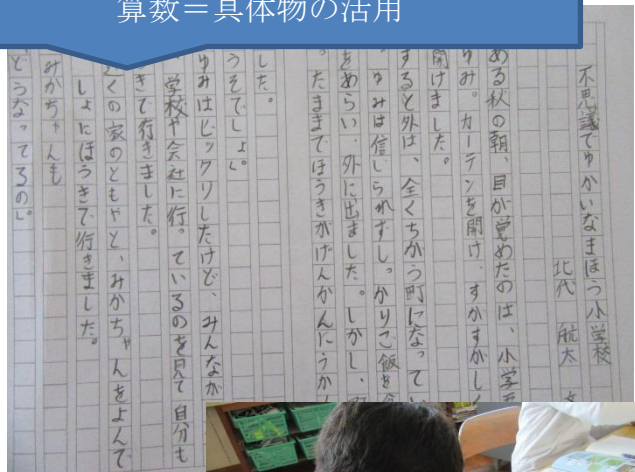 算数＝具体物の活用
不思議でゆかいなまほう小学校
北代 航太
ある秋の朝、目が覚めたのは、小学
ゆみ。カーテンを開け、すがすがしく
開けました。
すると外は、全くちがう町になってい
ゆみは信じられずしっかりご飯を
をあらい、外に出ました。しかし、
たままでほうきがげんかんにうか
した。
うそでしょ。
ゆみはビックリしたけど、みんなが
学校や会社に行っているのを見て自分も
きで行きました。
くの家のともやと、みかちゃんをよんで
しょにほうきで行きました。
みかちゃんも
どうなってるの」